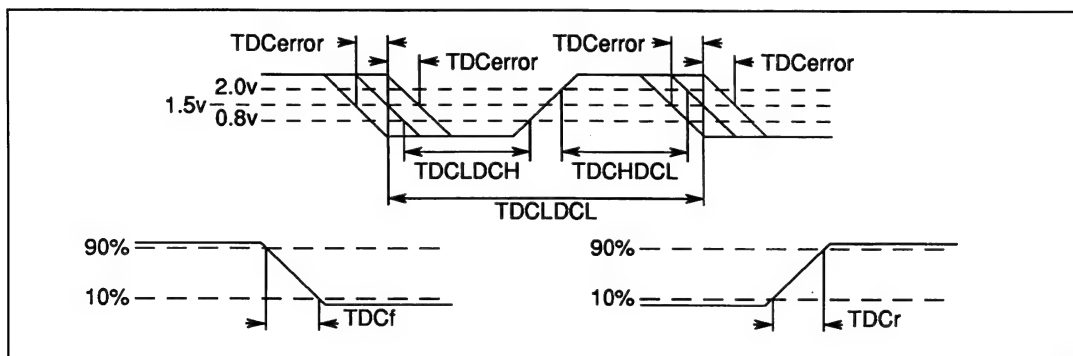 TDCerror TDCerror
TDCerror TDCerror
2.0v
1.5v
0.8v
TDCLDCH TDCHDCL
TDCLDCL
90% 90%
10% 10%
TDCf TDCr